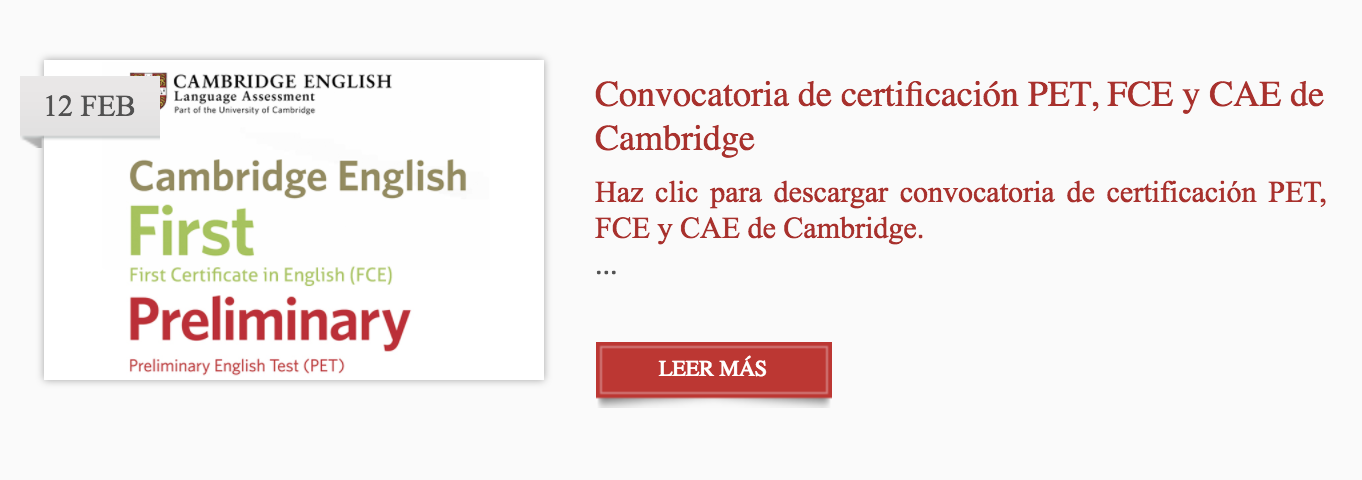 12 FEB
CAMBRIDGE ENGLISH
Language Assessment
Part of the University of Cambridge
Cambridge English
First
First Certificate in English (FCE)
Preliminary
Preliminary English Test (PET)
Convocatoria de certificación PET, FCE y CAE de
Cambridge
Haz clic para descargar convocatoria de certificación PET,
FCE y CAE de Cambridge.
...
LEER MÁS